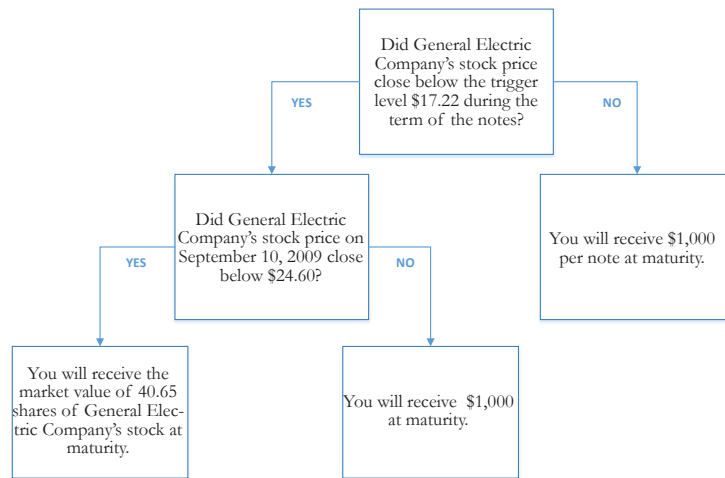 Did General Electric
Company's stock price
close below the trigger
level $17.22 during the
term of the notes?
YES
NO
Did General Electric
Company's stock price on
September 10, 2009 close
below $24.60?
You will receive $1,000
per note at maturity.
YES
NO
You will receive the
market value of 40.65
shares of General Elec-
tric Company's stock at
maturity.
You will receive $1,000
at maturity.